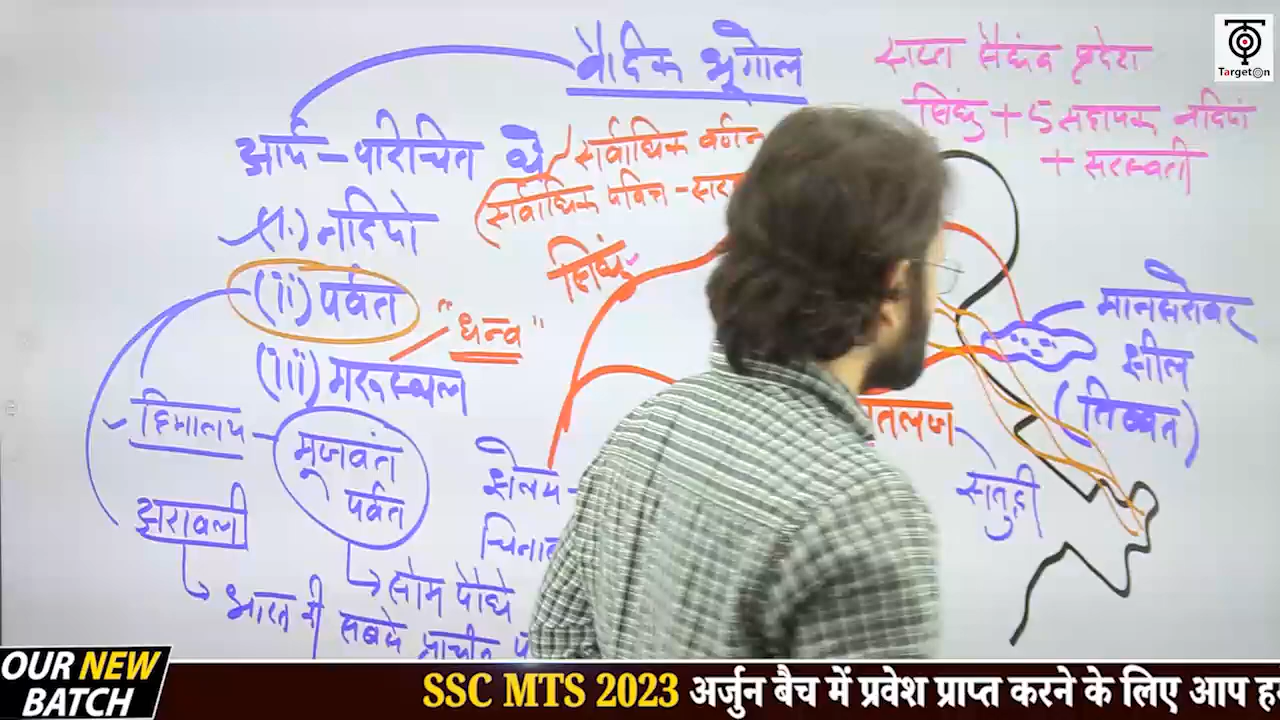 वैदिक भूगोल
आर्य - परिचित थे
(i.) नदियो
(ii) पर्वत
(iii) मरूस्थल
"धन्व"
हिमालय
मूजवंत
पर्वत
अरावली
सोम पौधे
भारत की सबसे प्राचीन
सर्वाधिक वर्णन
(सर्वाधिक पवित्र -
सिंधु
झेलम -
सतुद्री
मानसरोवर
झील
(तिब्बत)
सप्त सैंधव प्रदेश
सिंधु + 5 सहायक नदियां
+ सरस्वती
Target@n
OUR NEW
BATCH
SSC MTS 2023 अर्जुन बैच में प्रवेश प्राप्त करने के लिए आप